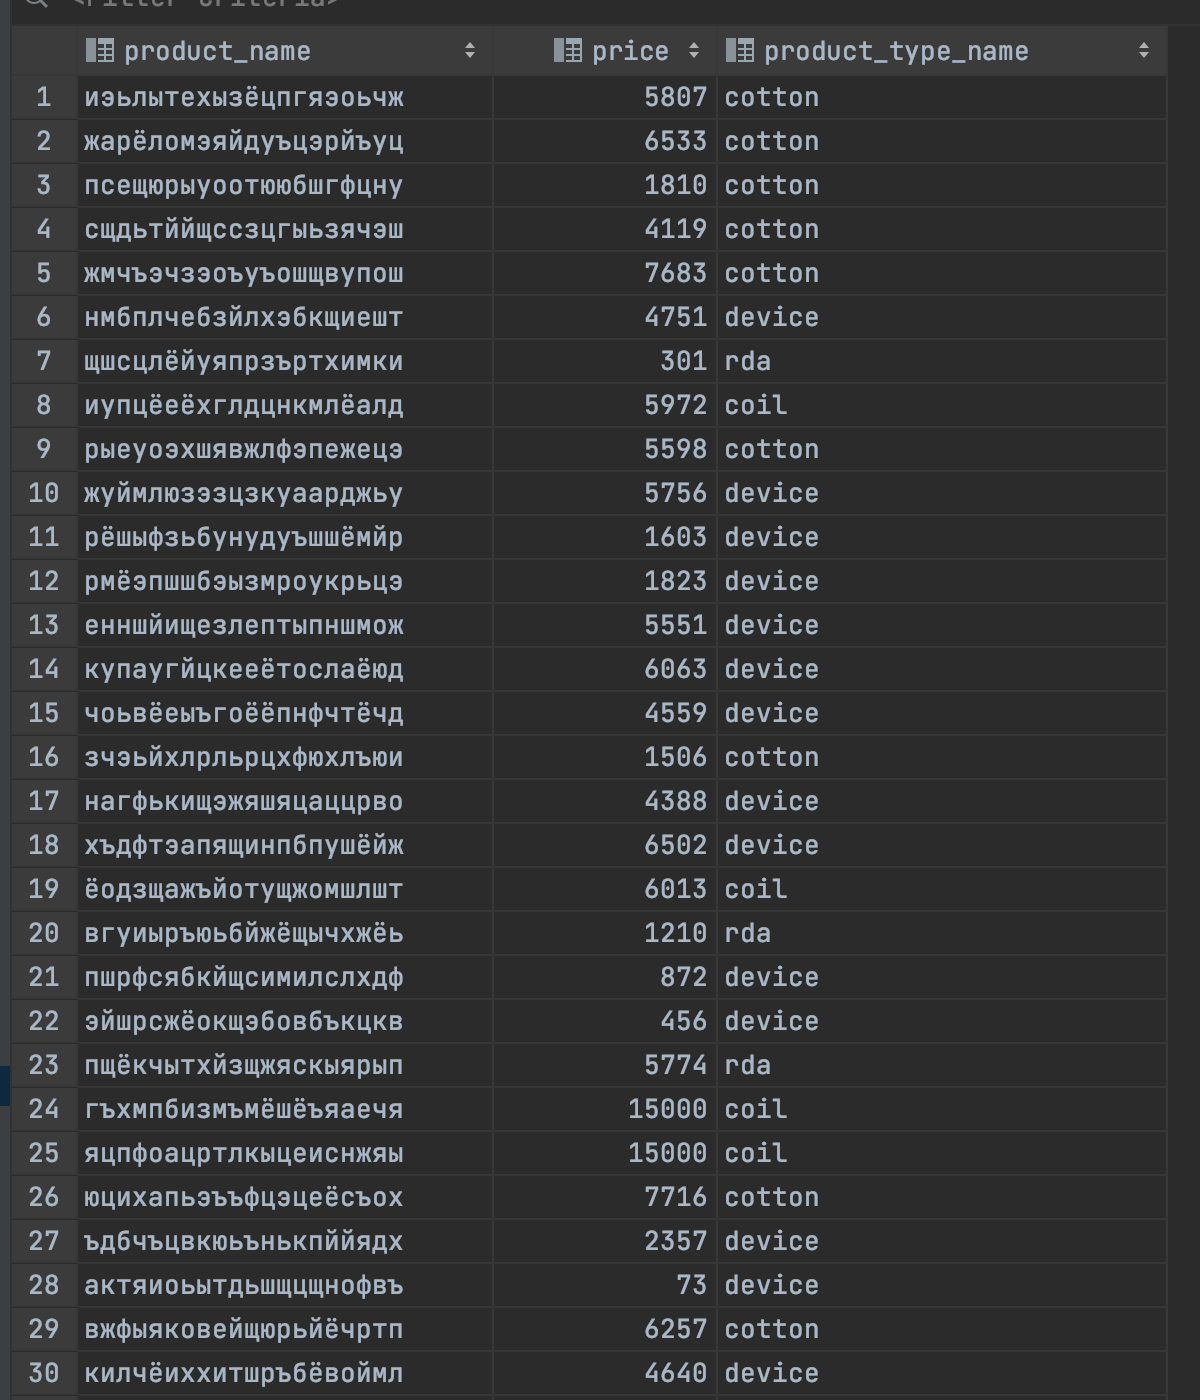 <Filter Criteria>
product_name price product_type_name
1 иэьлытехызёцпгяэоьчж 5807 cotton
2 жарёломэяйдуъцэрйъуц 6533 cotton
3 псещюрыуоотююбшгфцну 1810 cotton
4 сщдьтййщссзцгыьзячэш 4119 cotton
5 жмчъэчзэоъуъошщвупош 7683 cotton
6 нмбплчебзйлхэбкщиешт 4751 device
7 щшсцлёйуяпрзъртхимки 301 rda
8 иупцёеёхглдцнкмлёалд 5972 coil
9 рыеуоэхшявжлфэпежецэ 5598 cotton
10 жуймлюзэзцзкуаарджьу 5756 device
11 рёшыфзьбунудуъшшёмйр 1603 device
12 рмёэпшшбэызмроукрьцэ 1823 device
13 енншйищезлептыпншмож 5551 device
14 купаугйцкееётослаёюд 6063 device
15 чоьвёеыъгоёёпнфчтёчд 4559 device
16 зчэьйхлрльрцхфюхлъюи 1506 cotton
17 нагфькищэжяшяцаццрво 4388 device
18 хъдфтэапящинпбпушёйж 6502 device
19 ёодзщажъйотущжомшлшт 6013 coil
20 вгуиыръюьбйжёщычхжёь 1210 rda
21 пшрфсябкйщсимилслхдф 872 device
22 эйшрсжёокщэбовбъкцкв 456 device
23 пщёкчытхйзщжяскыярып 5774 rda
24 гъхмпбизмъмёшёъяаечя 15000 coil
25 яцпфоацртлкыцеиснжяы 15000 coil
26 юцихапьэъъфцэцеёсъох 7716 cotton
27 ъдбчъцвкюьънькпййядх 2357 device
28 актяиоьытдьшщцщнофвъ 73 device
29 вжфыяковейщюрьйёчртп 6257 cotton
30 килчёиххитшръбёвоймл 4640 device